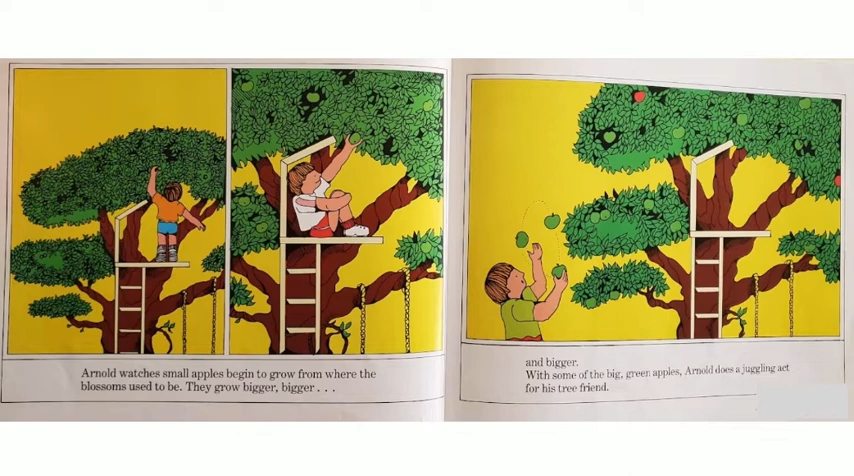 Arnold watches small apples begin to grow from where the
blossoms used to be. They grow bigger, bigger . . .
and bigger.
With some of the big, green apples, Arnold does a juggling act
for his tree friend.